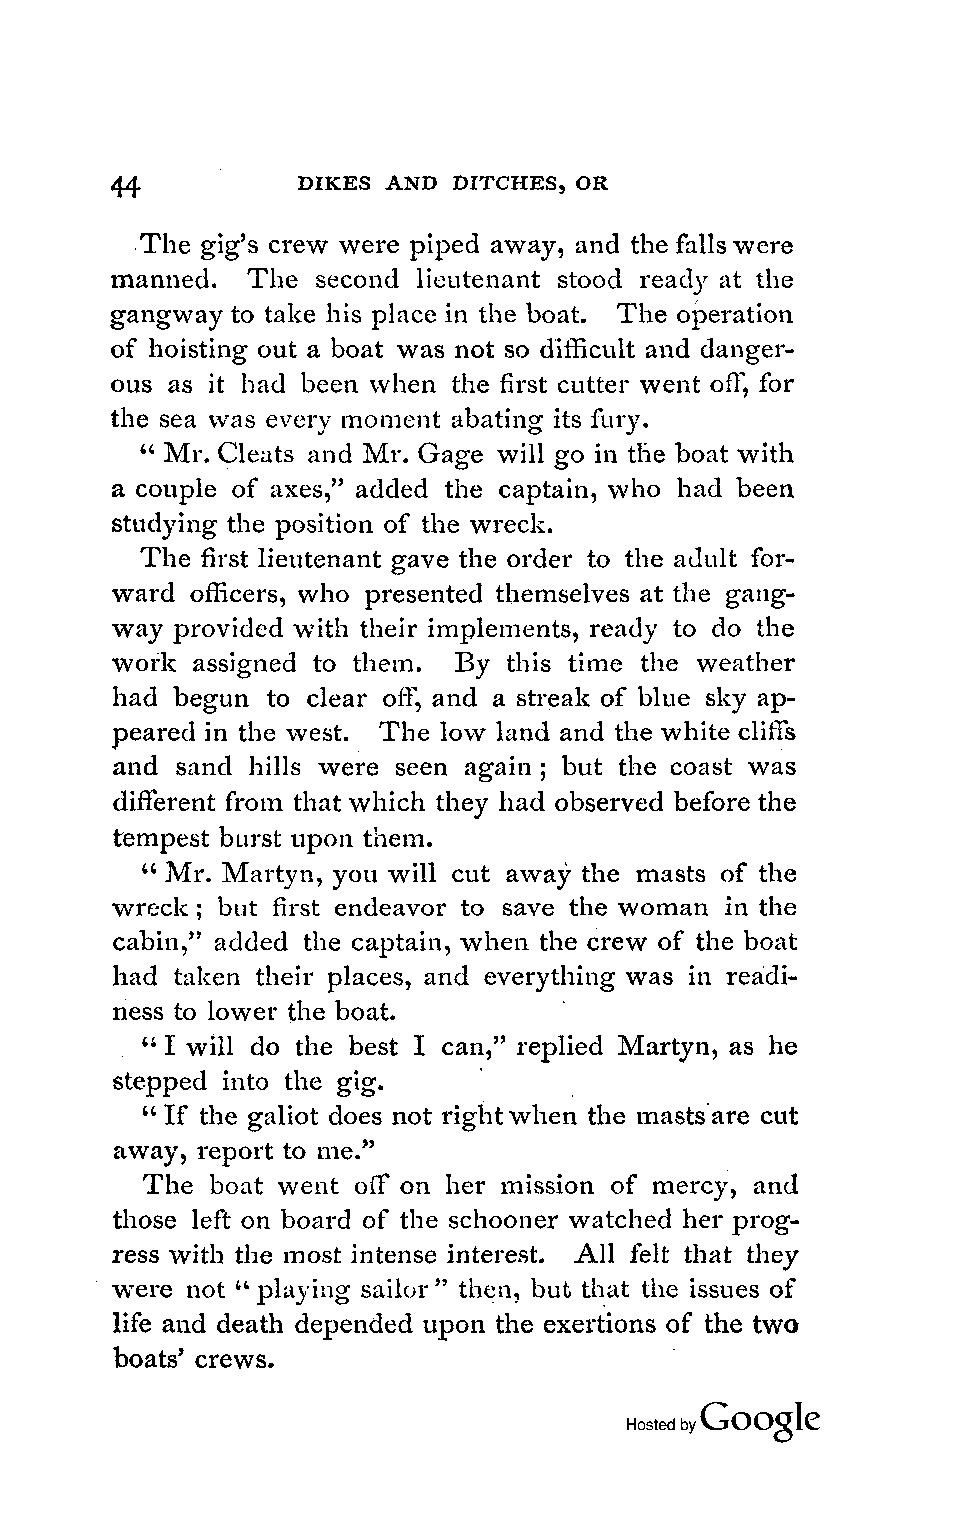 44 DIKES AND DITCHES, OR
The gig's crew were piped away, and the falls were
manned. The second lieutenant stood ready at the
gangway to take his place in the boat. The operation
of hoisting out a boat was not so difficult and danger-
ous as it had been when the first cutter went off, for
the sea was every moment abating its fury.
“Mr. Cleats and Mr. Gage will go in the boat with
a couple of axes,” added the captain, who had been
studying the position of the wreck.
The first lieutenant gave the order to the adult for-
ward officers, who presented themselves at the gang-
way provided with their implements, ready to do the
work assigned to them. By this time the weather
had begun to clear off, and a streak of blue sky ap-
peared in the west. The low land and the white cliffs
and sand hills were seen again; but the coast was
different from that which they had observed before the
tempest burst upon them.
“Mr. Martyn, you will cut away the masts of the
wreck; but first endeavor to save the woman in the
cabin,” added the captain, when the crew of the boat
had taken their places, and everything was in readi-
ness to lower the boat.
“I will do the best I can,” replied Martyn, as he
stepped into the gig.
“If the galiot does not right when the masts are cut
away, report to me.”
The boat went off on her mission of mercy, and
those left on board of the schooner watched her prog-
ress with the most intense interest. All felt that they
were not “playing sailor” then, but that the issues of
life and death depended upon the exertions of the two
boats' crews.
Hosted by Google